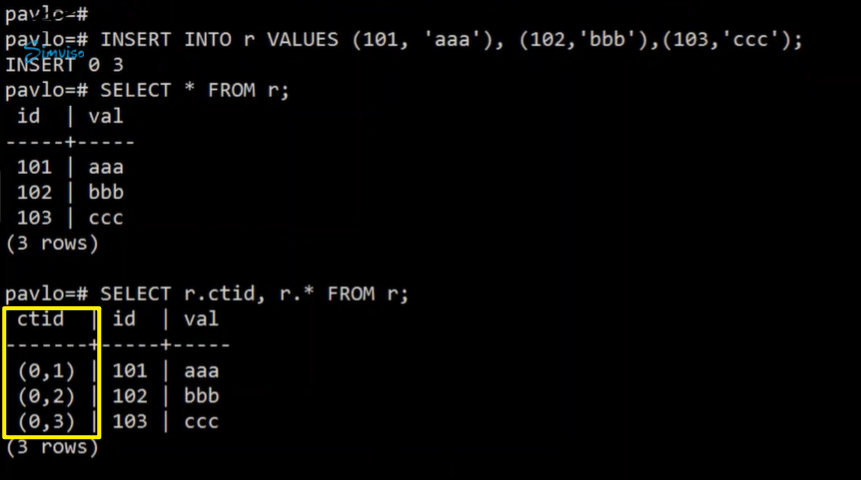 pavlo=#
pavlo=# INSERT INTO r VALUES (101, 'aaa'), (102,'bbb'),(103,'ccc');
Simviso
INSERT 0 3
pavlo=# SELECT * FROM r;
 id  | val
-----+-----
 101 | aaa
 102 | bbb
 103 | ccc
(3 rows)

pavlo=# SELECT r.ctid, r.* FROM r;
 ctid  | id  | val
-------+-----+-----
 (0,1) | 101 | aaa
 (0,2) | 102 | bbb
 (0,3) | 103 | ccc
(3 rows)